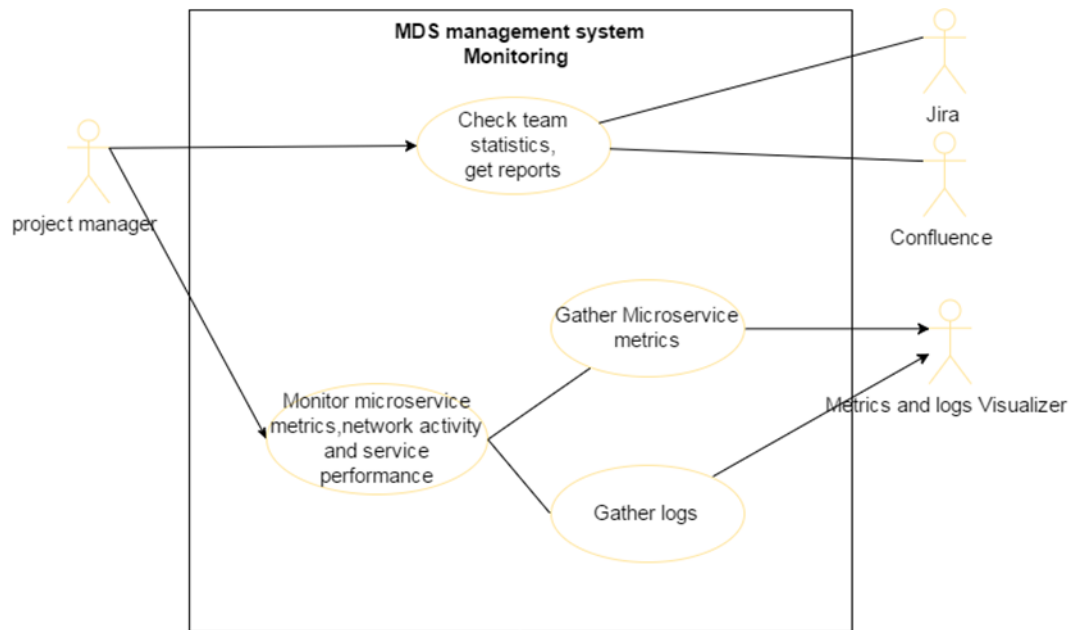 MDS management system
Monitoring
Check team
statistics,
get reports
Jira
project manager
Confluence
Gather Microservice
metrics
Monitor microservice
metrics,network activity
and service
performance
Metrics and logs Visualizer
Gather logs